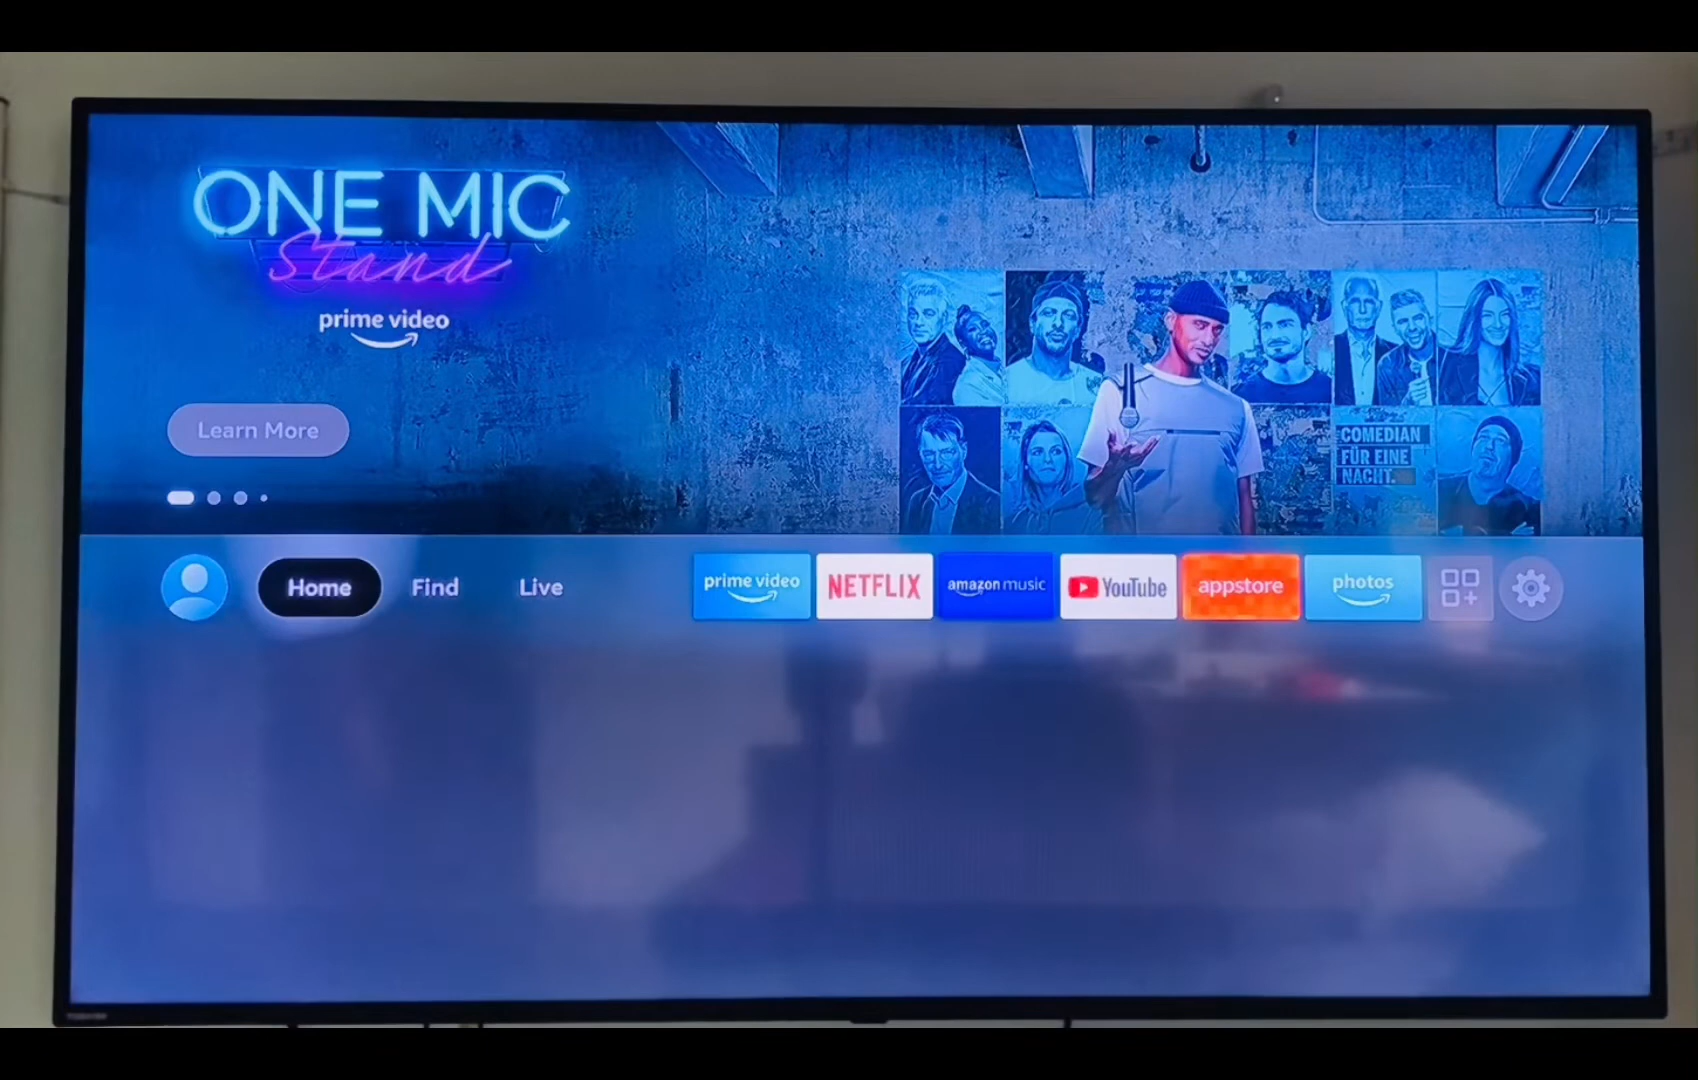 ONE MIC
Stand
prime video
Learn More
COMEDIAN
FÜR EINE
NACHT.
Home
Find
Live
prime video
NETFLIX
amazon music
YouTube
appstore
photos
TOSHIBA